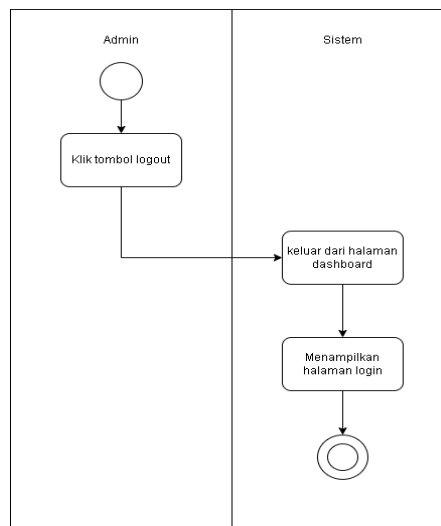 Admin
Sistem
Klik tombol logout
keluar dari halaman
dashboard
Menampilkan
halaman login